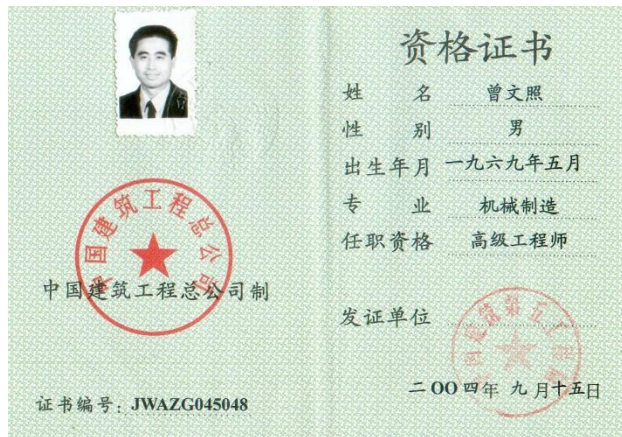 中国建筑工程总公司
中国建筑工程总公司制
证书编号：JWAZG045048
资格证书
姓 名 曾文照
性 别 男
出生年月 一九六九年五月
专 业 机械制造
任职资格 高级工程师
发证单位
二OO四年 九月十五日